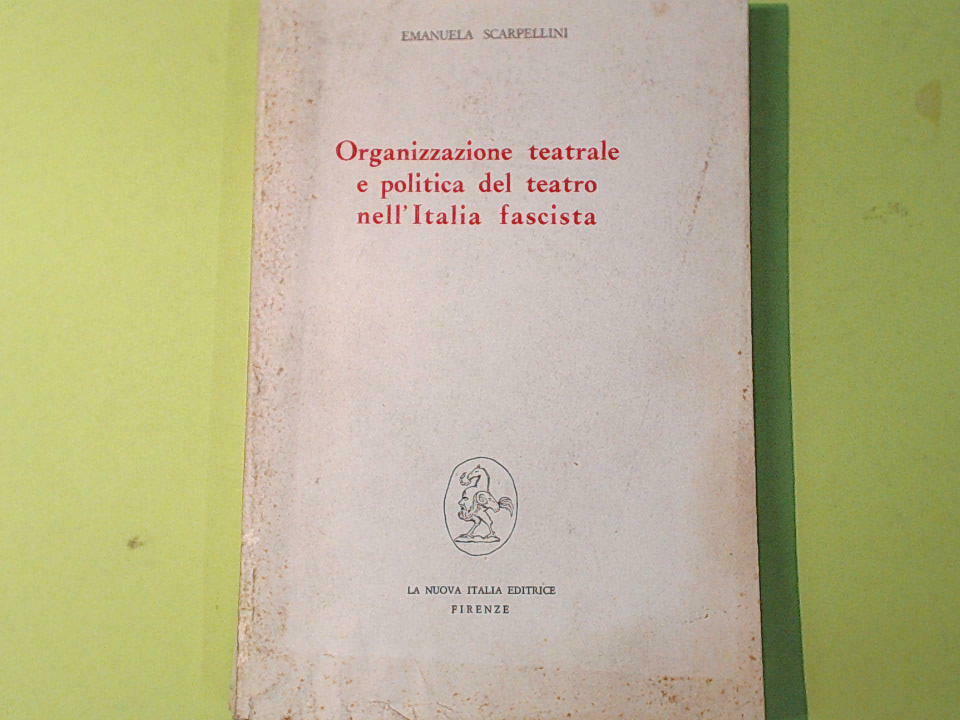 EMANUELA SCARPELLINI
Organizzazione teatrale
e politica del teatro
nell'Italia fascista
LA NUOVA ITALIA EDITRICE
FIRENZE